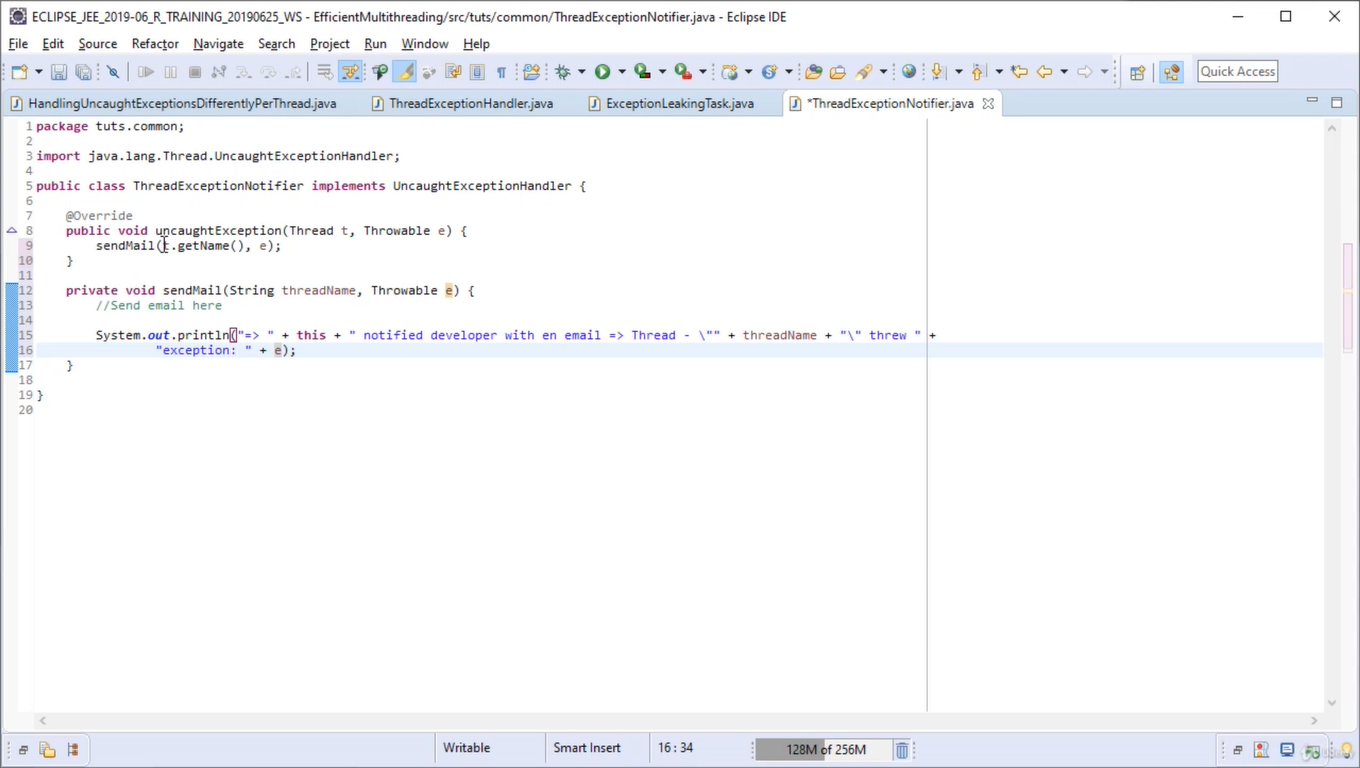 ECLIPSE_JEE_2019-06_R_TRAINING_20190625_WS - EfficientMultithreading/src/tuts/common/ThreadExceptionNotifier.java - Eclipse IDE
File Edit Source Refactor Navigate Search Project Run Window Help
Quick Access
HandlingUncaughtExceptionsDifferentlyPerThread.java ThreadExceptionHandler.java ExceptionLeakingTask.java *ThreadExceptionNotifier.java
1 package tuts.common;
2
3 import java.lang.Thread.UncaughtExceptionHandler;
4
5 public class ThreadExceptionNotifier implements UncaughtExceptionHandler {
6
7     @Override
8     public void uncaughtException(Thread t, Throwable e) {
9         sendMail(t.getName(), e);
10     }
11
12     private void sendMail(String threadName, Throwable e) {
13         //Send email here
14
15         System.out.println("=> " + this + " notified developer with en email => Thread - \"" + threadName + "\" threw " +
16                 "exception: " + e);
17     }
18
19 }
20
Writable Smart Insert 16 : 34 128M of 256M